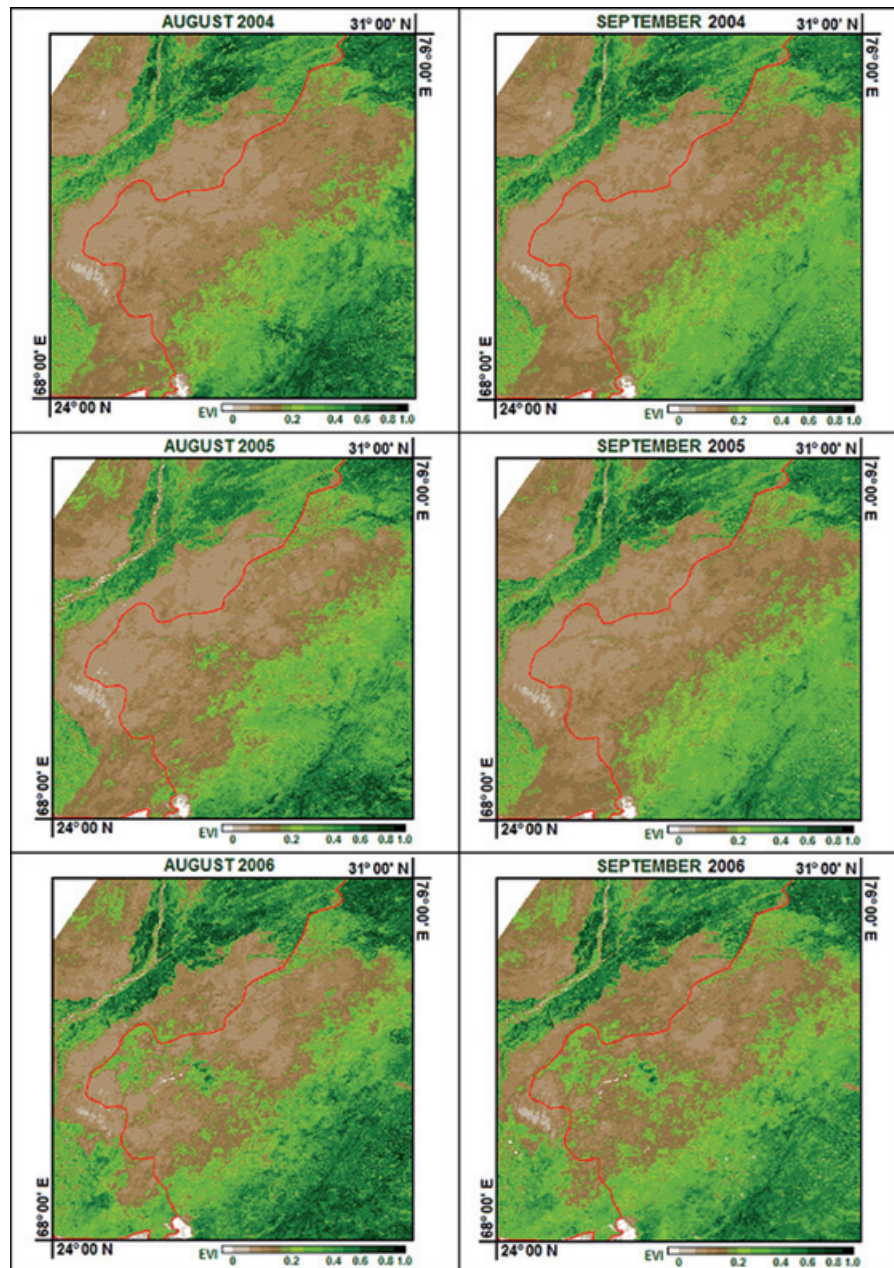 AUGUST 2004
31° 00' N
76° 00' E
68° 00' E
24° 00 N
EVI 0 0.2 0.4 0.6 0.8 1.0
SEPTEMBER 2004
31° 00' N
76° 00' E
68° 00' E
24° 00 N
EVI 0 0.2 0.4 0.6 0.8 1.0
AUGUST 2005
31° 00' N
76° 00' E
68° 00' E
24° 00 N
EVI 0 0.2 0.4 0.6 0.8 1.0
SEPTEMBER 2005
31° 00' N
76° 00' E
68° 00' E
24° 00 N
EVI 0 0.2 0.4 0.6 0.8 1.0
AUGUST 2006
31° 00' N
76° 00' E
68° 00' E
24° 00 N
EVI 0 0.2 0.4 0.6 0.8 1.0
SEPTEMBER 2006
31° 00' N
76° 00' E
68° 00' E
24° 00 N
EVI 0 0.2 0.4 0.6 0.8 1.0